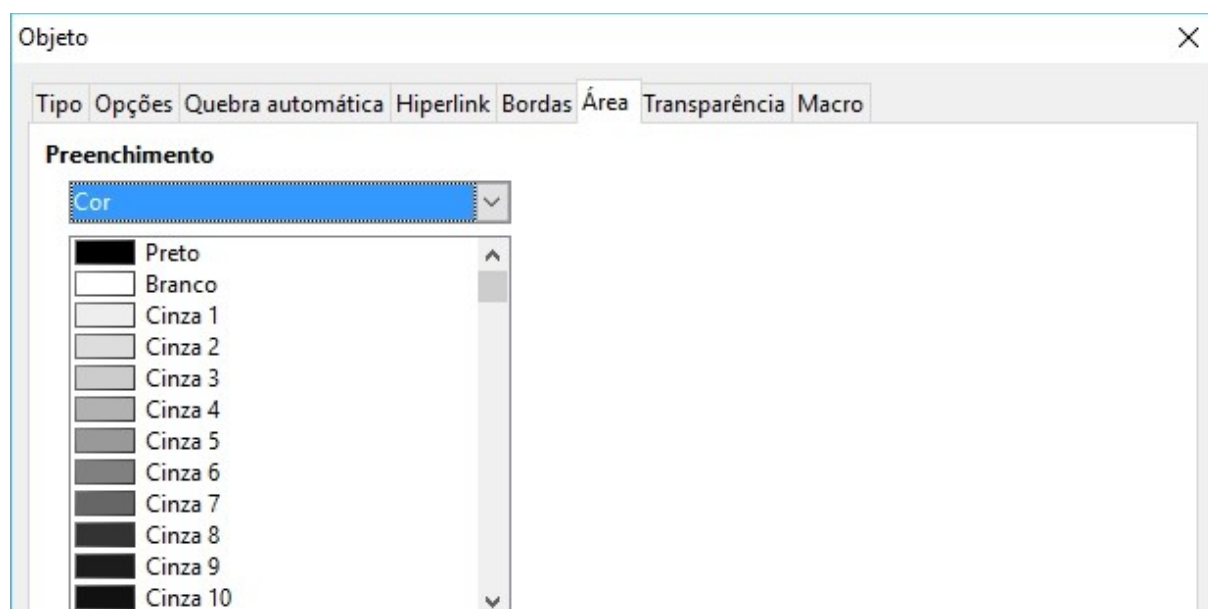 Objeto
Tipo Opções Quebra automática Hiperlink Bordas Área Transparência Macro
Preenchimento
Cor
Preto
Branco
Cinza 1
Cinza 2
Cinza 3
Cinza 4
Cinza 5
Cinza 6
Cinza 7
Cinza 8
Cinza 9
Cinza 10